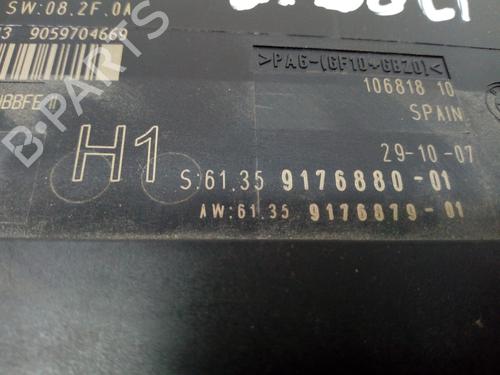 SW:08.2F.0A
9059704669
>PA6-(GF10+GB20)<
106818 10
SPAIN
29-10-07
H1
S:61.35 9176880-01
AW:61.35 9176879-01
B-PARTS